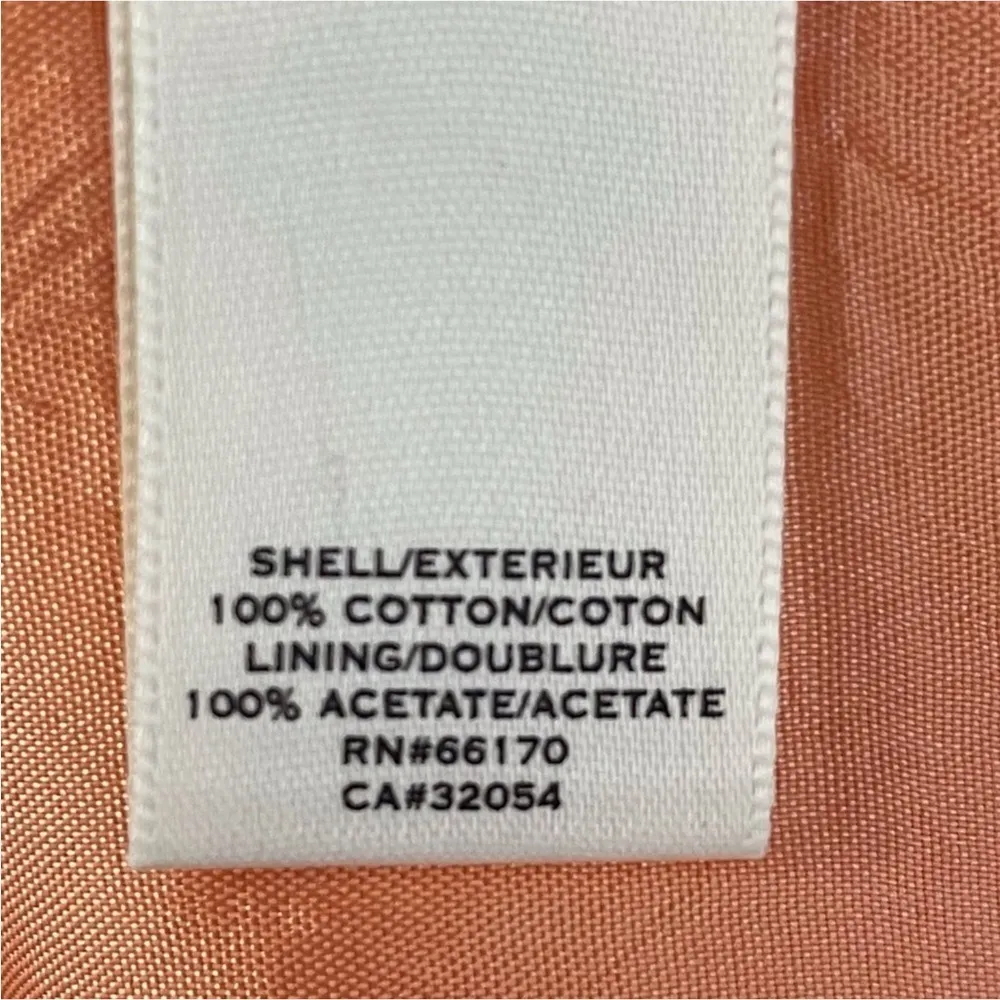 SHELL/EXTERIEUR
100% COTTON/COTON
LINING/DOUBLURE
100% ACETATE/ACETATE
RN#66170
CA#32054